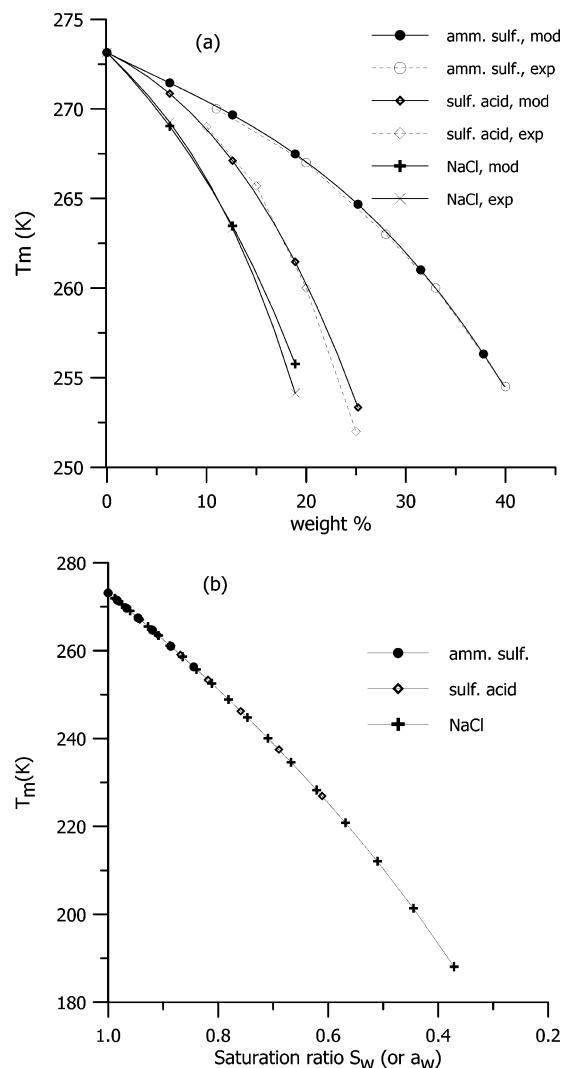 275
(a)
amm. sulf., mod
amm. sulf., exp
270
sulf. acid, mod
sulf. acid, exp
265
NaCl, mod
NaCl, exp
Tm (K)
260
255
250
0 10 20 30 40
weight %
280
(b)
260
amm. sulf.
sulf. acid
240
NaCl
Tm(K)
220
200
180
1.0 0.8 0.6 0.4 0.2
Saturation ratio Sw (or aw)